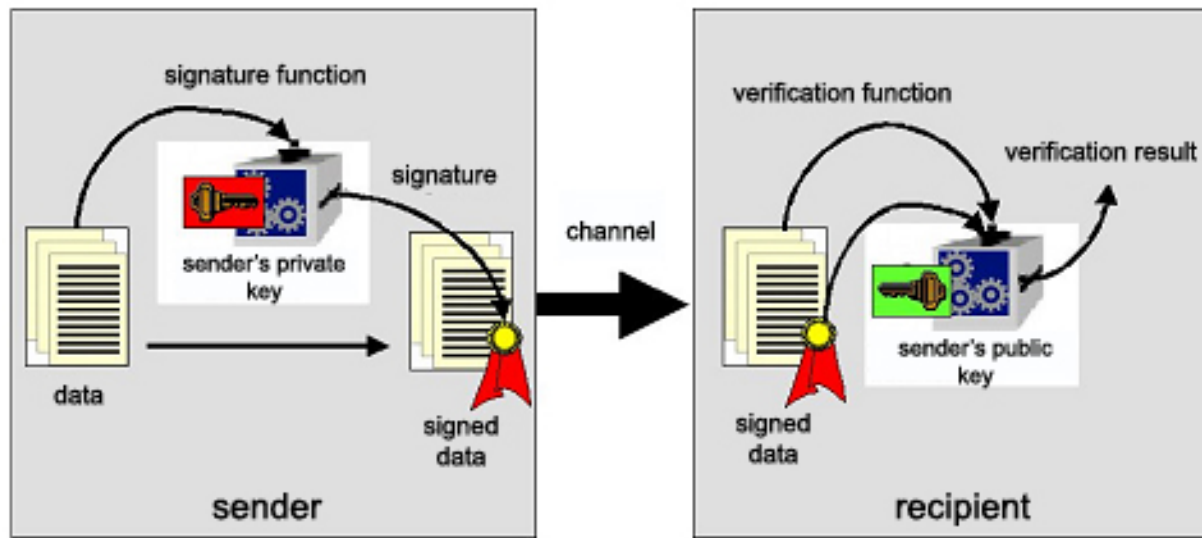 signature function
signature
sender's private
key
data
signed
data
sender
channel
verification function
verification result
sender's public
key
signed
data
recipient